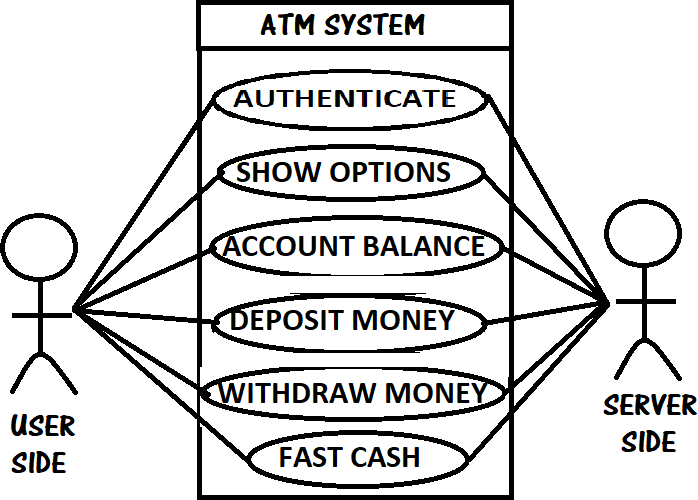 ATM SYSTEM
AUTHENTICATE
SHOW OPTIONS
ACCOUNT BALANCE
DEPOSIT MONEY
WITHDRAW MONEY
FAST CASH
USER
SIDE
SERVER
SIDE